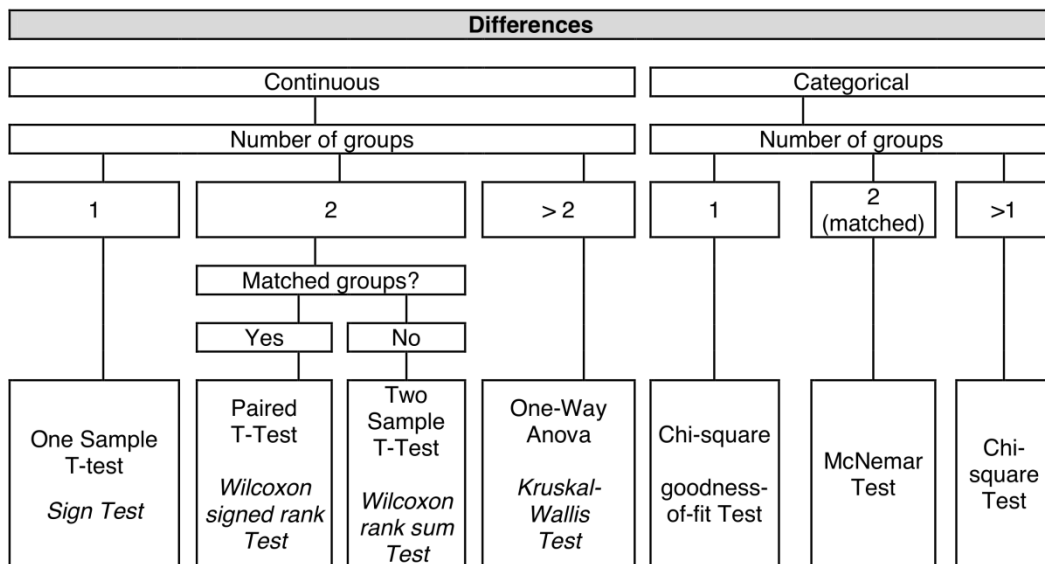 Differences
Continuous
Categorical
Number of groups
Number of groups
1
2
> 2
1
2
(matched)
>1
Matched groups?
Yes
No
One Sample
T-test
Sign Test
Paired
T-Test
Wilcoxon
signed rank
Test
Two
Sample
T-Test
Wilcoxon
rank sum
Test
One-Way
Anova
Kruskal-
Wallis
Test
Chi-square
goodness-
of-fit Test
McNemar
Test
Chi-
square
Test